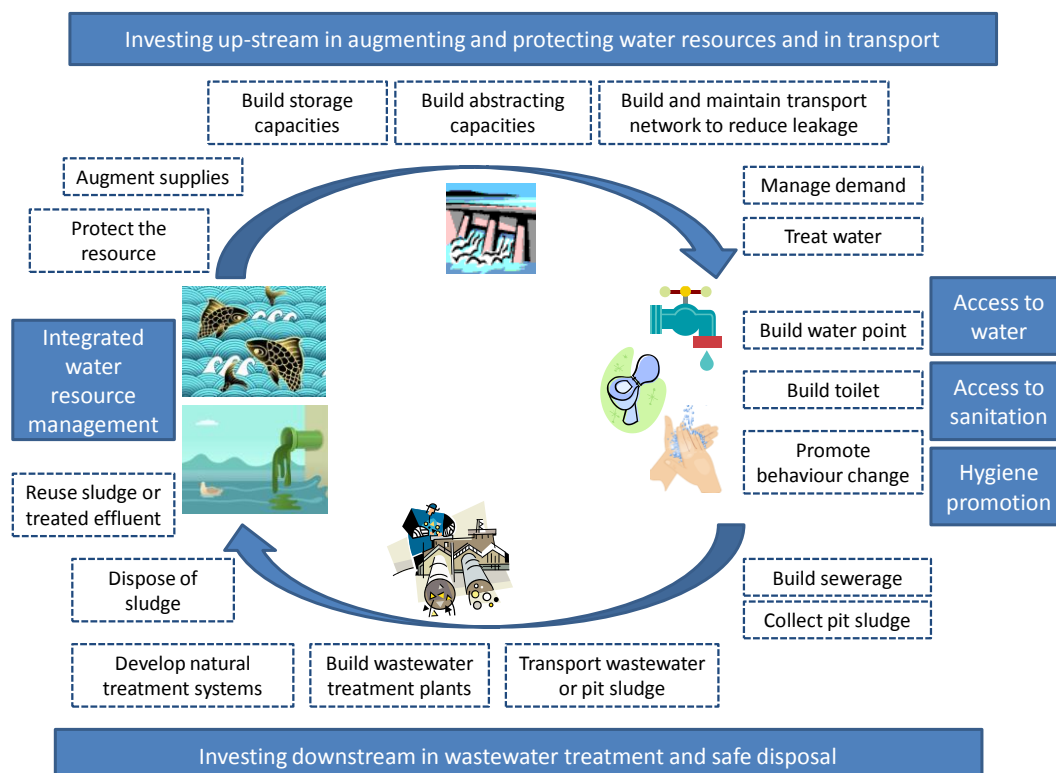 Investing up-stream in augmenting and protecting water resources and in transport
Build storage
capacities
Build abstracting
capacities
Build and maintain transport
network to reduce leakage
Augment supplies
Protect the
resource
Manage demand
Treat water
Integrated
water
resource
management
Build water point
Access to
water
Build toilet
Access to
sanitation
Promote
behaviour change
Hygiene
promotion
Reuse sludge or
treated effluent
Dispose of
sludge
Build sewerage
Collect pit sludge
Develop natural
treatment systems
Build wastewater
treatment plants
Transport wastewater
or pit sludge
Investing downstream in wastewater treatment and safe disposal